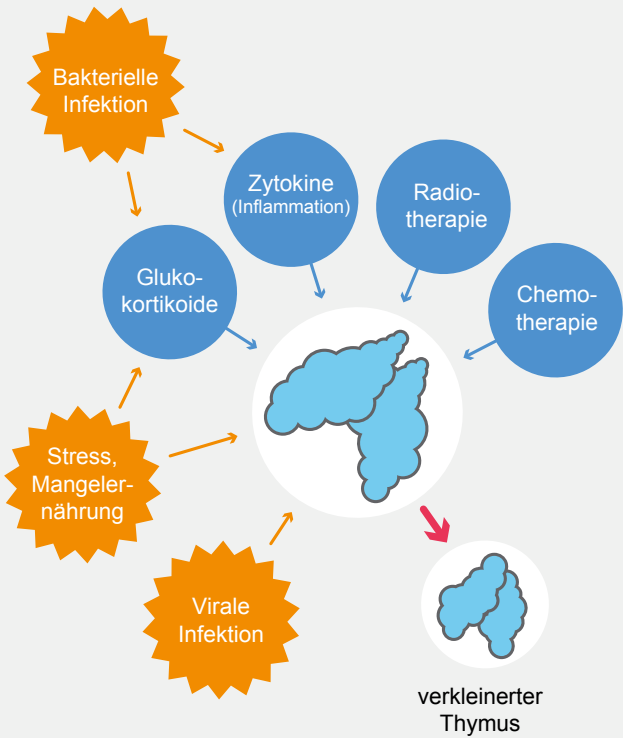 Bakterielle
Infektion
Zytokine
(Inflammation)
Radio-
therapie
Gluko-
kortikoide
Chemo-
therapie
Stress,
Mangeler-
nährung
Virale
Infektion
verkleinerter
Thymus